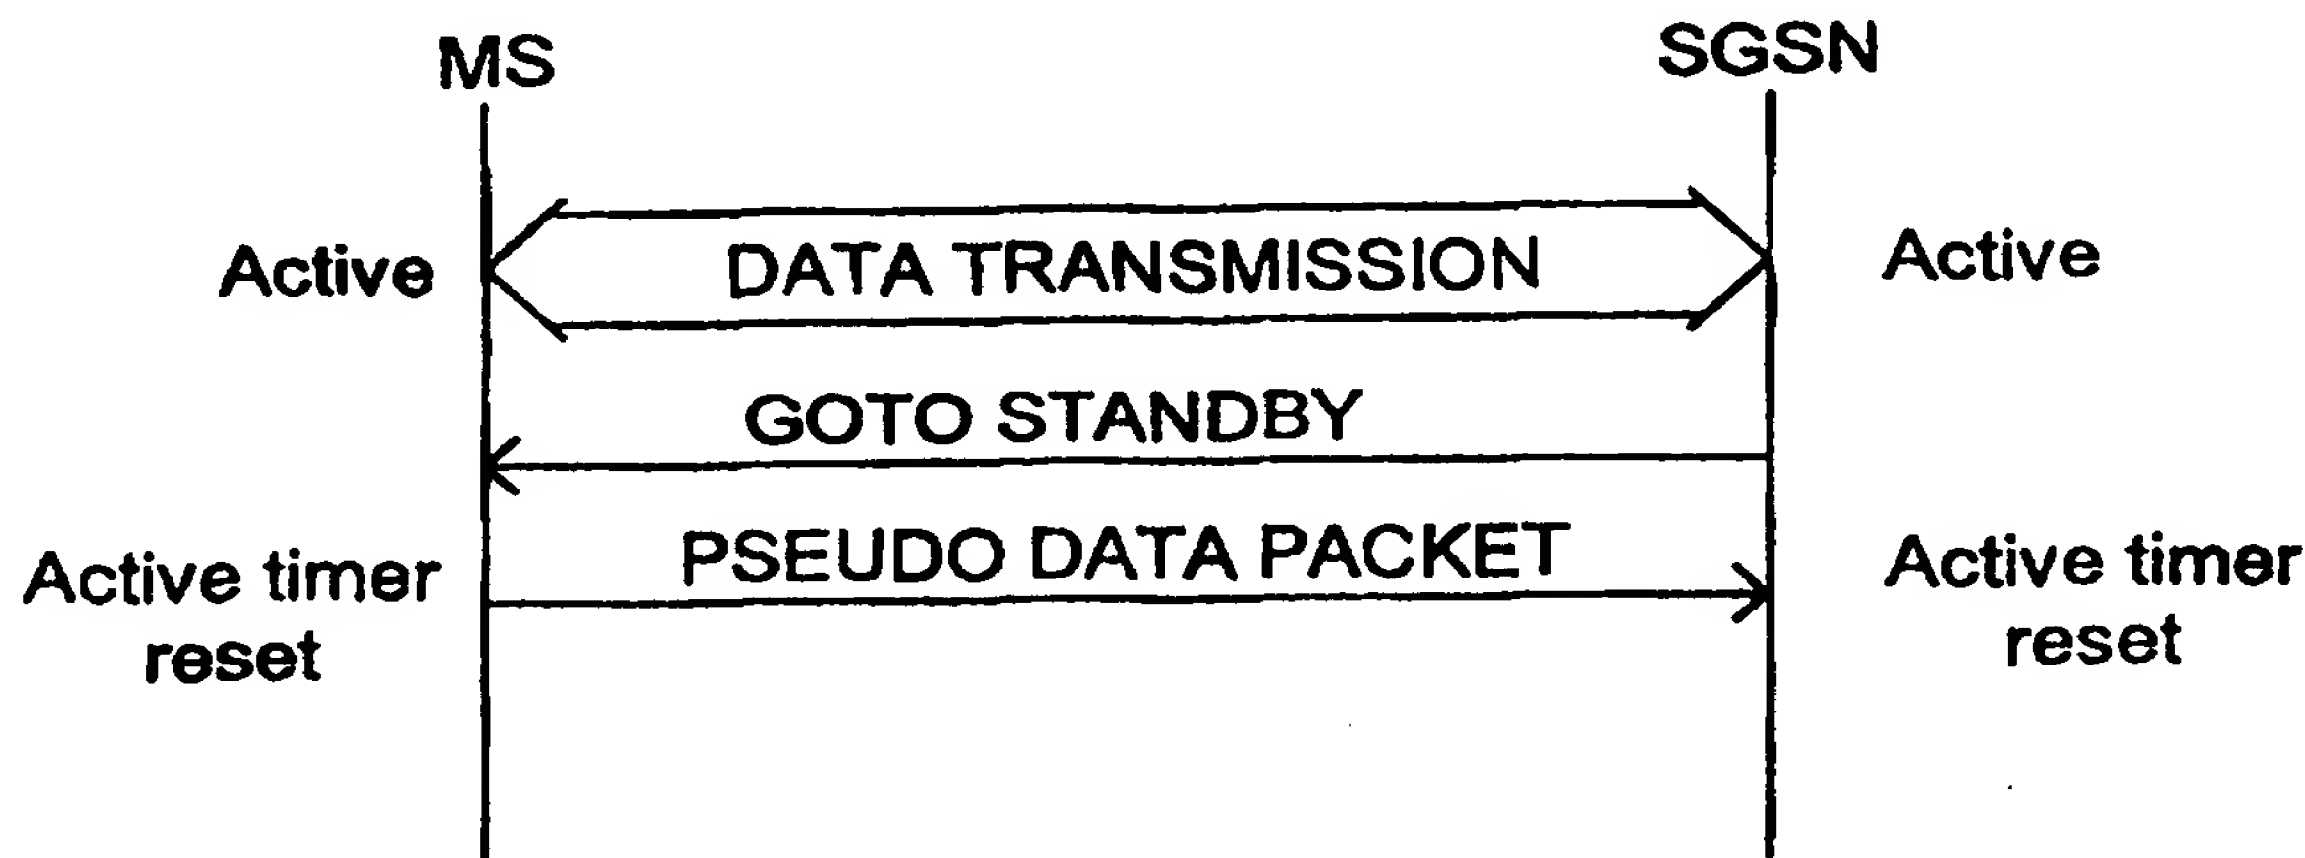 MS
SGSN
Active
DATA TRANSMISSION
Active
GOTO STANDBY
PSEUDO DATA PACKET
Active timer
reset
Active timer
reset